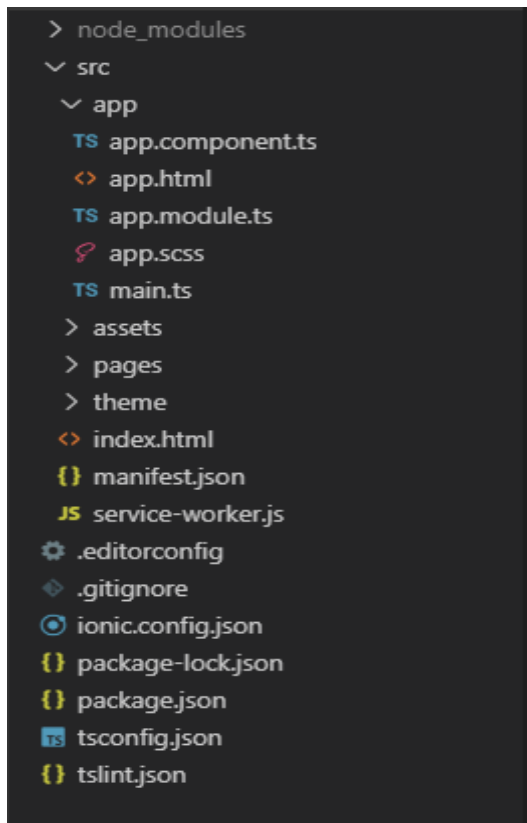 node_modules
src
app
TS app.component.ts
<> app.html
TS app.module.ts
app.scss
TS main.ts
assets
pages
theme
<> index.html
{} manifest.json
JS service-worker.js
.editorconfig
.gitignore
ionic.config.json
{} package-lock.json
{} package.json
TS tsconfig.json
{} tslint.json